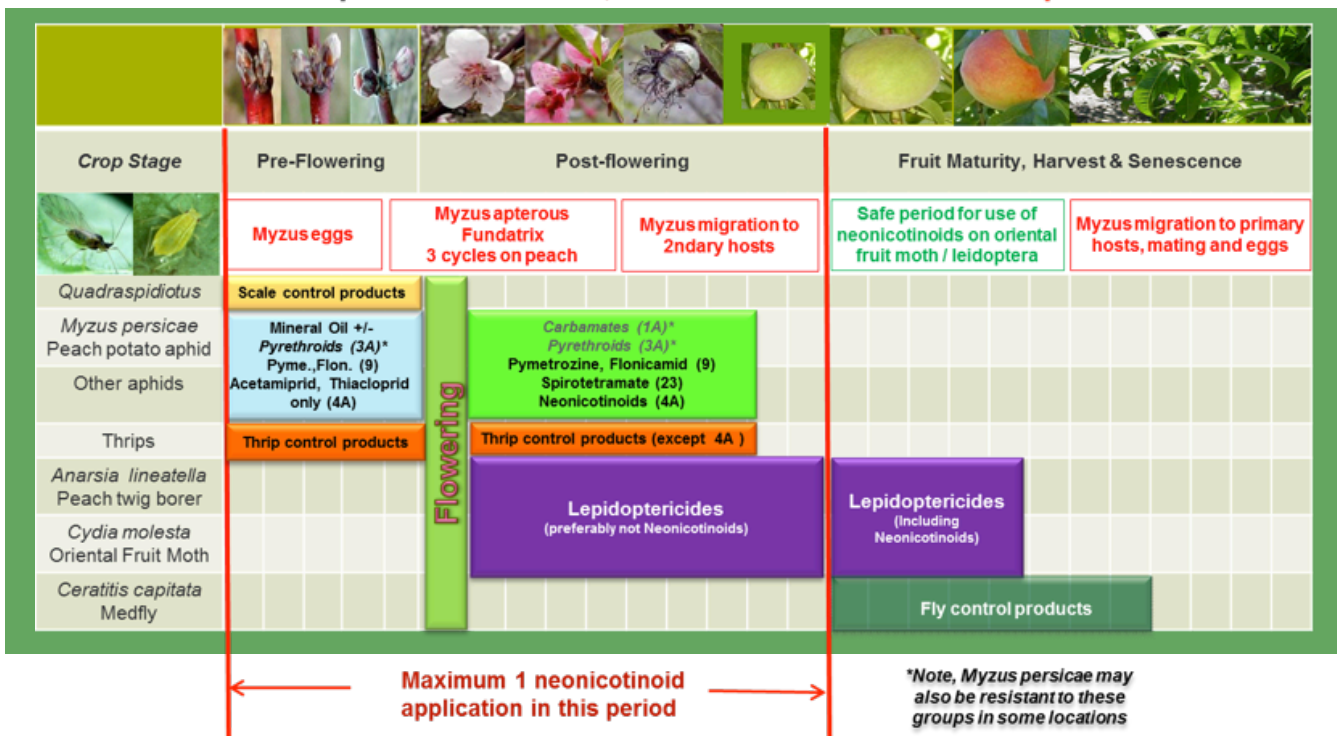 Crop Stage
Pre-Flowering
Post-flowering
Fruit Maturity, Harvest & Senescence
Myzus eggs
Myzus apterous
Fundatrix
3 cycles on peach
Myzus migration to
2ndary hosts
Safe period for use of
neonicotinoids on oriental
fruit moth / leidoptera
Myzus migration to primary
hosts, mating and eggs
Quadraspidiotus
Scale control products
Myzus persicae
Peach potato aphid
Other aphids
Mineral Oil +/-
Pyrethroids (3A)*
Pyme.,Flon. (9)
Acetamiprid, Thiacloprid
only (4A)
Flowering
Carbamates (1A)*
Pyrethroids (3A)*
Pymetrozine, Flonicamid (9)
Spirotetramate (23)
Neonicotinoids (4A)
Thrips
Thrip control products
Thrip control products (except 4A )
Anarsia lineatella
Peach twig borer
Cydia molesta
Oriental Fruit Moth
Lepidoptericides
(preferably not Neonicotinoids)
Lepidoptericides
(Including
Neonicotinoids)
Ceratitis capitata
Medfly
Fly control products
Maximum 1 neonicotinoid
application in this period
*Note, Myzus persicae may
also be resistant to these
groups in some locations